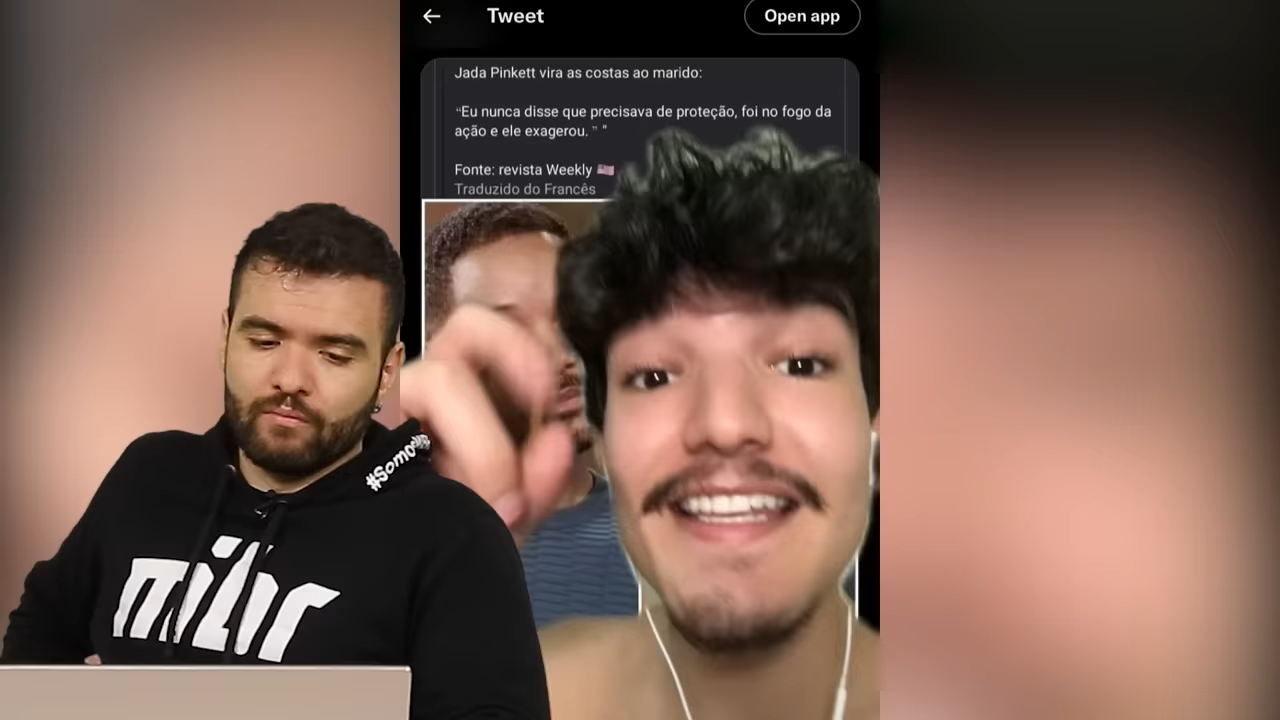 Tweet
Open app
Jada Pinkett vira as costas ao marido:
“Eu nunca disse que precisava de proteção, foi no fogo da
ação e ele exagerou. ” "
Fonte: revista Weekly 🇺🇸
Traduzido do Francês
mibr